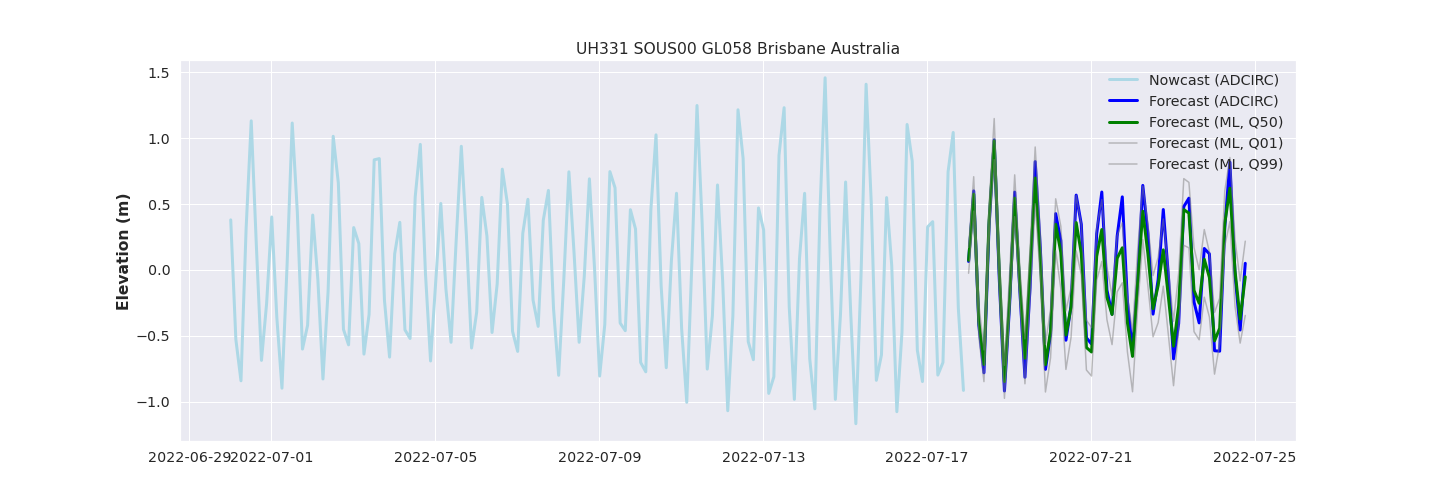 UH331 SOUS00 GL058 Brisbane Australia
Elevation (m)
1.5
1.0
0.5
0.0
−0.5
−1.0
Nowcast (ADCIRC)
Forecast (ADCIRC)
Forecast (ML, Q50)
Forecast (ML, Q01)
Forecast (ML, Q99)
2022-06-29 2022-07-01 2022-07-05 2022-07-09 2022-07-13 2022-07-17 2022-07-21 2022-07-25